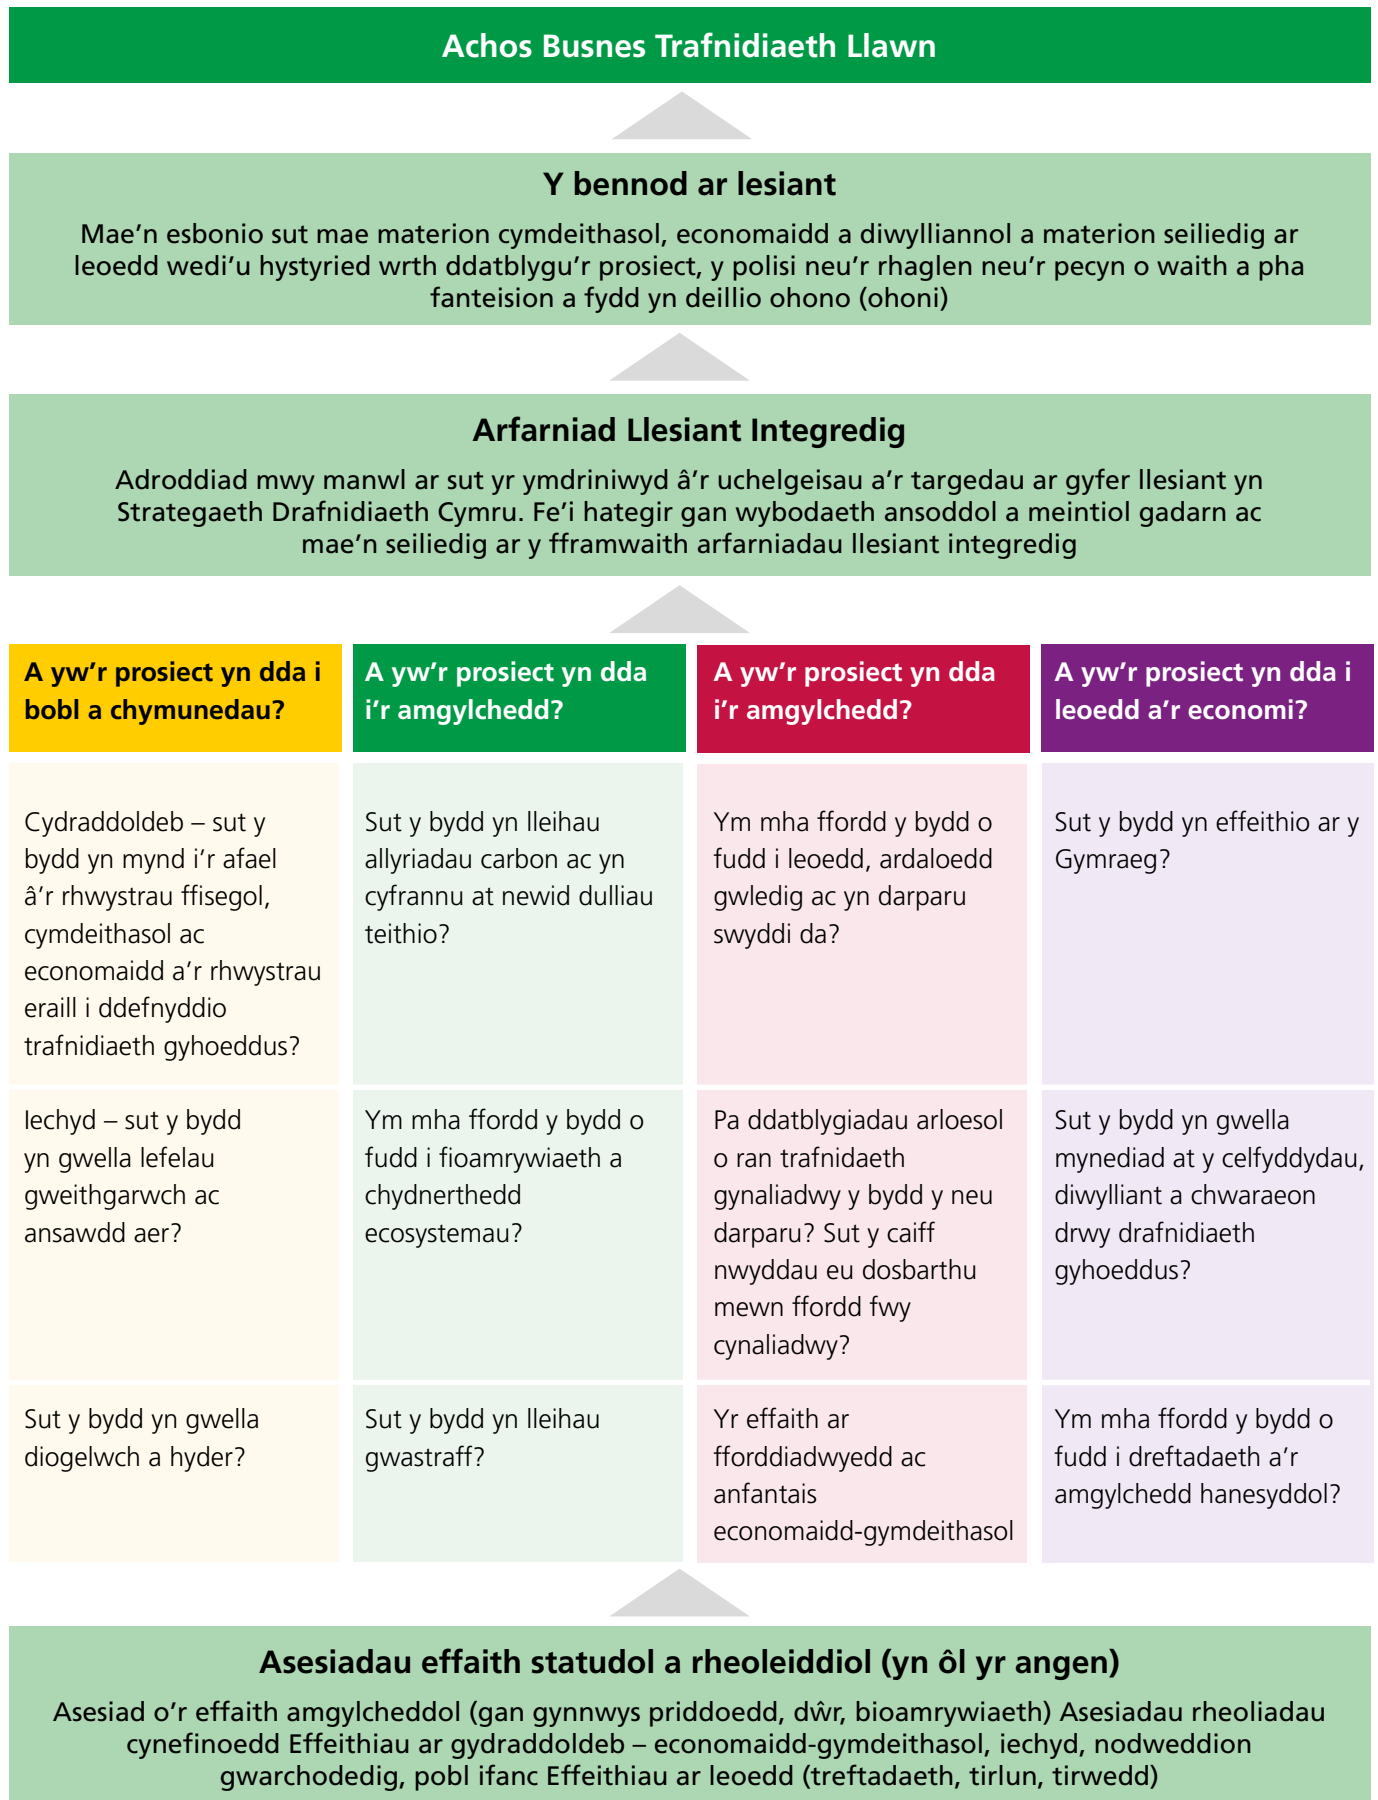 Achos Busnes Trafnidiaeth Llawn
Y bennod ar lesiant
Mae'n esbonio sut mae materion cymdeithasol, economaidd a diwylliannol a materion seiliedig ar
leoedd wedi'u hystyried wrth ddatblygu'r prosiect, y polisi neu'r rhaglen neu'r pecyn o waith a pha
fanteision a fydd yn deillio ohono (ohoni)
Arfarniad Llesiant Integredig
Adroddiad mwy manwl ar sut yr ymdriniwyd â'r uchelgeisau a'r targedau ar gyfer llesiant yn
Strategaeth Drafnidiaeth Cymru. Fe'i hategir gan wybodaeth ansoddol a meintiol gadarn ac
mae'n seiliedig ar y fframwaith arfarniadau llesiant integredig
A yw'r prosiect yn dda i
bobl a chymunedau?
A yw'r prosiect yn dda
i'r amgylchedd?
A yw'r prosiect yn dda
i'r amgylchedd?
A yw'r prosiect yn dda i
leoedd a'r economi?
Cydraddoldeb – sut y
bydd yn mynd i'r afael
â'r rhwystrau ffisegol,
cymdeithasol ac
economaidd a'r rhwystrau
eraill i ddefnyddio
trafnidiaeth gyhoeddus?
Sut y bydd yn lleihau
allyriadau carbon ac yn
cyfrannu at newid dulliau
teithio?
Ym mha ffordd y bydd o
fudd i leoedd, ardaloedd
gwledig ac yn darparu
swyddi da?
Sut y bydd yn effeithio ar y
Gymraeg?
Iechyd – sut y bydd
yn gwella lefelau
gweithgarwch ac
ansawdd aer?
Ym mha ffordd y bydd o
fudd i fioamrywiaeth a
chydnerthedd
ecosystemau?
Pa ddatblygiadau arloesol
o ran trafnidaeth
gynaliadwy y bydd y neu
darparu? Sut y caiff
nwyddau eu dosbarthu
mewn ffordd fwy
cynaliadwy?
Sut y bydd yn gwella
mynediad at y celfyddydau,
diwylliant a chwaraeon
drwy drafnidiaeth
gyhoeddus?
Sut y bydd yn gwella
diogelwch a hyder?
Sut y bydd yn lleihau
gwastraff?
Yr effaith ar
fforddiadwyedd ac
anfantais
economaidd-gymdeithasol
Ym mha ffordd y bydd o
fudd i dreftadaeth a'r
amgylchedd hanesyddol?
Asesiadau effaith statudol a rheoleiddiol (yn ôl yr angen)
Asesiad o'r effaith amgylcheddol (gan gynnwys priddoedd, dŵr, bioamrywiaeth) Asesiadau rheoliadau
cynefinoedd Effeithiau ar gydraddoldeb – economaidd-gymdeithasol, iechyd, nodweddion
gwarchodedig, pobl ifanc Effeithiau ar leoedd (treftadaeth, tirlun, tirwedd)